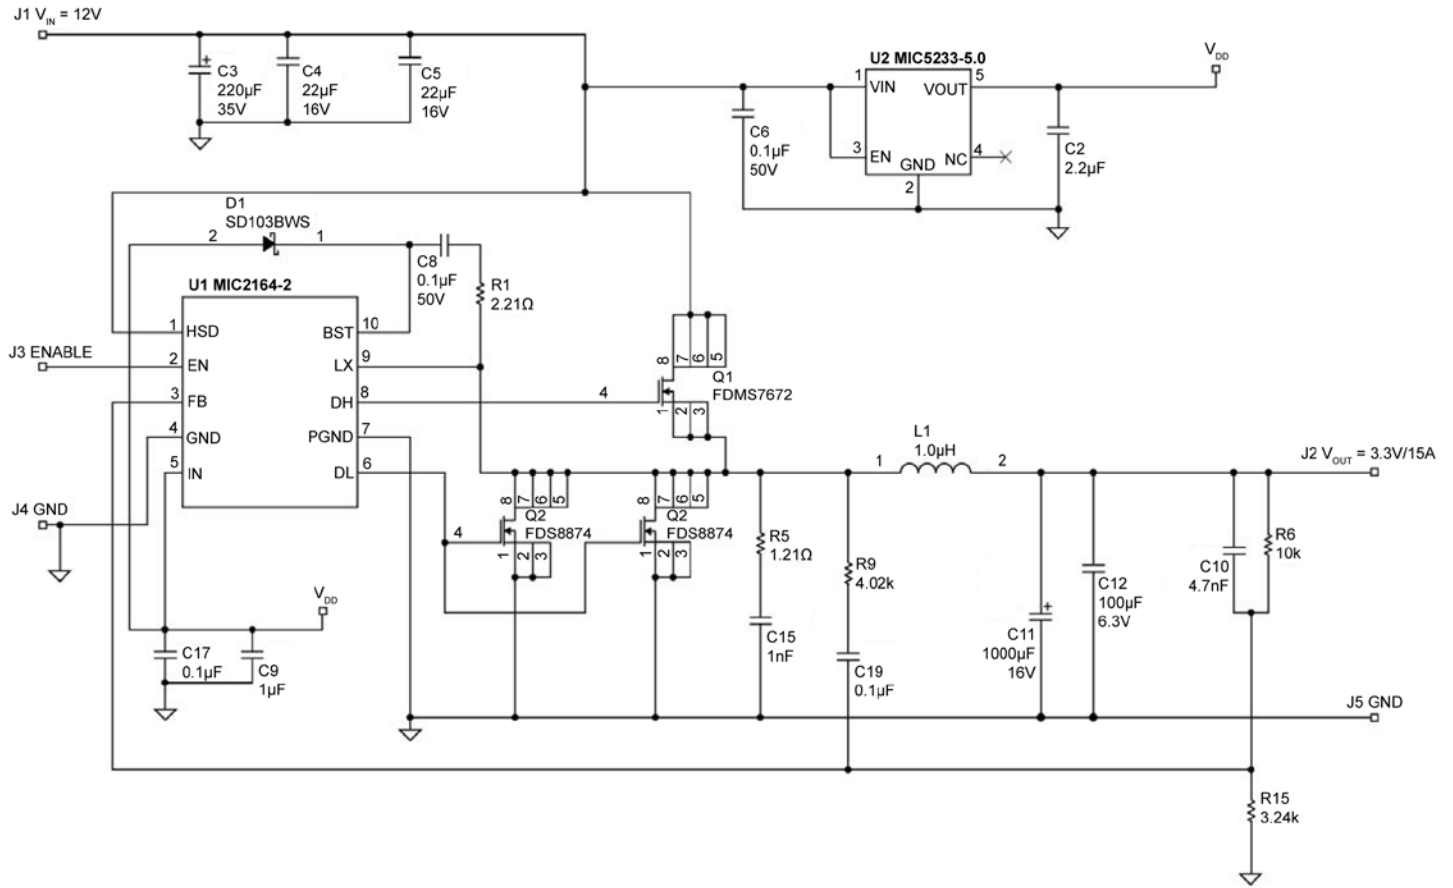 J1 VIN = 12V
C3
220µF
35V
C4
22µF
16V
C5
22µF
16V
U2 MIC5233-5.0
VDD
1
VIN
VOUT
5
3
EN
GND
NC
4
2
C6
0.1µF
50V
C2
2.2µF
D1
SD103BWS
2
1
C8
0.1µF
50V
R1
2.21Ω
U1 MIC2164-2
1
HSD
BST
10
J3 ENABLE
2
EN
LX
9
3
FB
DH
8
4
GND
PGND
7
5
IN
DL
6
J4 GND
4
8
7
6
5
Q1
FDMS7672
1
2
3
L1
1.0µH
1
2
J2 VOUT = 3.3V/15A
8
7
6
5
Q2
FDS8874
4
1
2
3
8
7
6
5
Q2
FDS8874
1
2
3
R5
1.21Ω
R9
4.02k
C15
1nF
C19
0.1µF
C11
1000µF
16V
C12
100µF
6.3V
C10
4.7nF
R6
10k
VDD
C17
0.1µF
C9
1µF
J5 GND
R15
3.24k